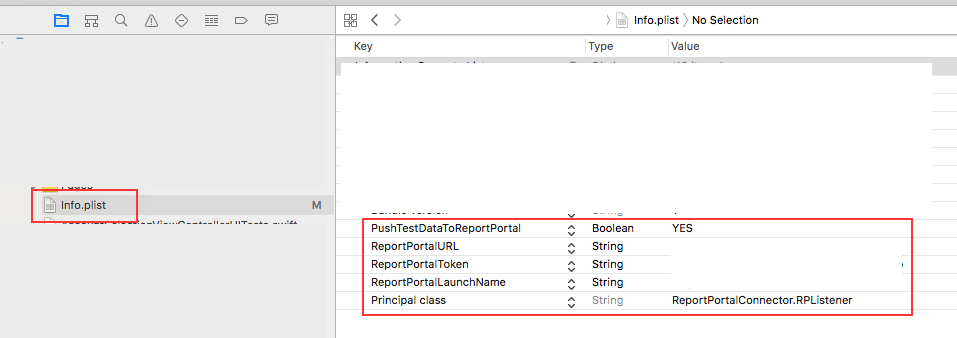 Info.plist
No Selection
Key
Type
Value
Info.plist
M
PushTestDataToReportPortal
Boolean
YES
ReportPortalURL
String
ReportPortalToken
String
ReportPortalLaunchName
String
Principal class
String
ReportPortalConnector.RPListener